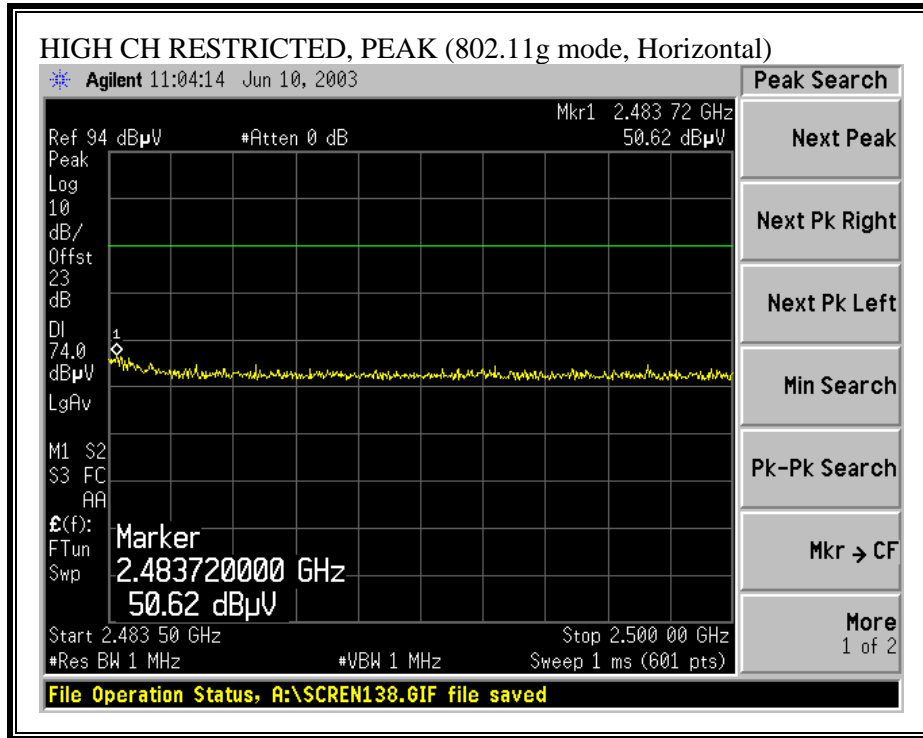 HIGH CH RESTRICTED, PEAK (802.11g mode, Horizontal)
Agilent 11:04:14 Jun 10, 2003
Peak Search
Mkr1 2.483 72 GHz
Ref 94 dBµV #Atten 0 dB 50.62 dBµV
Peak
Log
10
dB/
Offst
23
dB
DI
74.0
dBµV
LgAv
M1 S2
S3 FC
AA
£(f):
FTun
Swp
1
Marker
2.483720000 GHz
50.62 dBµV
Start 2.483 50 GHz Stop 2.500 00 GHz
#Res BW 1 MHz #VBW 1 MHz Sweep 1 ms (601 pts)
File Operation Status, A:\SCREN138.GIF file saved
Next Peak
Next Pk Right
Next Pk Left
Min Search
Pk-Pk Search
Mkr → CF
More
1 of 2